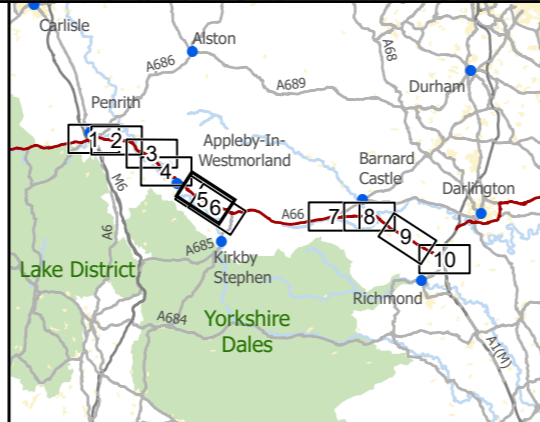 Carlisle
Alston
A686
A689
A68
Durham
Penrith
Appleby-In-
Westmorland
Barnard
Castle
Darlington
1
2
3
4
5
6
7
8
9
10
M6
A6
A66
A685
Kirkby
Stephen
Lake District
Richmond
A684
Yorkshire
Dales
A1(M)